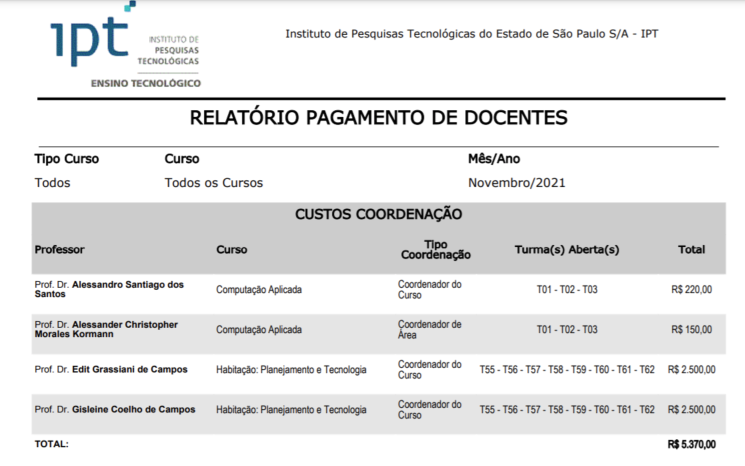 ipt
INSTITUTO DE
PESQUISAS
TECNOLÓGICAS
ENSINO TECNOLÓGICO
Instituto de Pesquisas Tecnológicas do Estado de São Paulo S/A - IPT
RELATÓRIO PAGAMENTO DE DOCENTES
Tipo Curso Curso Mês/Ano
Todos Todos os Cursos Novembro/2021
CUSTOS COORDENAÇÃO
Professor Curso Tipo Coordenação Turma(s) Aberta(s) Total
Prof. Dr. Alessandro Santiago dos Santos Computação Aplicada Coordenador do Curso T01 - T02 - T03 R$ 220,00
Prof. Dr. Alessander Christopher Morales Kormann Computação Aplicada Coordenador de Área T01 - T02 - T03 R$ 150,00
Prof. Dr. Edit Grassiani de Campos Habitação: Planejamento e Tecnologia Coordenador do Curso T55 - T56 - T57 - T58 - T59 - T60 - T61 - T62 R$ 2.500,00
Prof. Dr. Gisleine Coelho de Campos Habitação: Planejamento e Tecnologia Coordenador do Curso T55 - T56 - T57 - T58 - T59 - T60 - T61 - T62 R$ 2.500,00
TOTAL: R$ 5.370,00